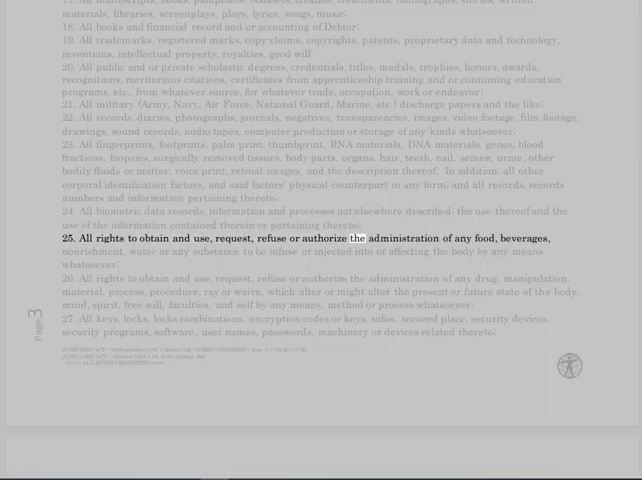 17. All manuscripts, books, pamphlets, booklets, treatises, treatments, monographs, stories, written
materials, libraries, screenplays, plays, lyrics, songs, music;
18. All books and financial record and or accounting of Debtor;
19. All trademarks, registered marks, copy-claims, copyrights, patents, proprietary data and technology,
inventions, intellectual property, royalties, good will'
20. All public and or private scholastic degrees, credentials, titles, medals, trophies, honors, awards,
recognitions, meritorious citations, certificates from apprenticeship training and or continuing education
programs, etc., from whatever source, for whatever trade, occupation, work or endeavor;
21. All military (Army, Navy, Air Force, National Guard, Marine, etc.) discharge papers and the like;
22. All records, diaries, photographs, journals, negatives, transparencies, images, video footage, film footage,
drawings, sound records, audio tapes, computer production or storage of any kinds whatsoever;
23. All fingerprints, footprints, palm print, thumbprint, RNA materials, DNA materials, genes, blood
fractions, biopsies, surgically removed tissues, body parts, organs, hair, teeth, nail, semen, urine, other
bodily fluids or matter, voice print, retinal images, and the description thereof. In addition, all other
corporal identification factors, and said factors' physical counterpart in any form; and all records, records
numbers and information pertaining thereto;
24. All biometric data records, information and processes not elsewhere described; the use thereof and the
use of the information contained therein or pertaining thereto;
25. All rights to obtain and use, request, refuse or authorize the administration of any food, beverages,
nourishment, water or any substance to be infuse or injected into or affecting the body by any means
whatsoever;
26. All rights to obtain and use, request, refuse or authorize the administration of any drug, manipulation,
material, process, procedure, ray or waive, which alter or might alter the present or future state of the body,
mind, spirit, free will, faculties, and self by any means, method or process whatsoever;
27. All keys, locks, locks combinations, encryption codes or keys, safes, secured place, security devices,
security programs, software, user names, passwords, machinery or devices related thereto;
Page3
ALL RIGHTS RESERVED